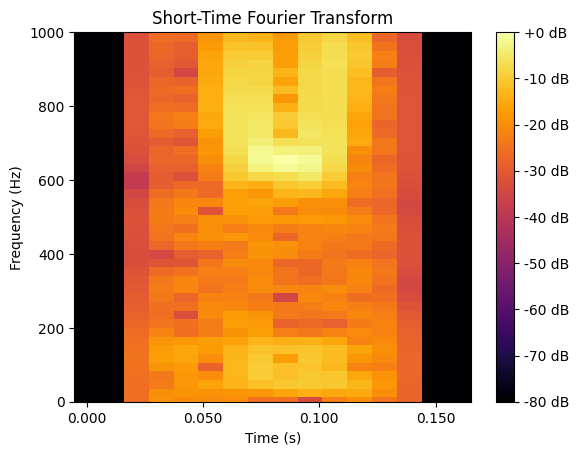 Short-Time Fourier Transform
1000
800
600
400
200
0
Frequency (Hz)
0.000
0.050
0.100
0.150
Time (s)
+0 dB
-10 dB
-20 dB
-30 dB
-40 dB
-50 dB
-60 dB
-70 dB
-80 dB